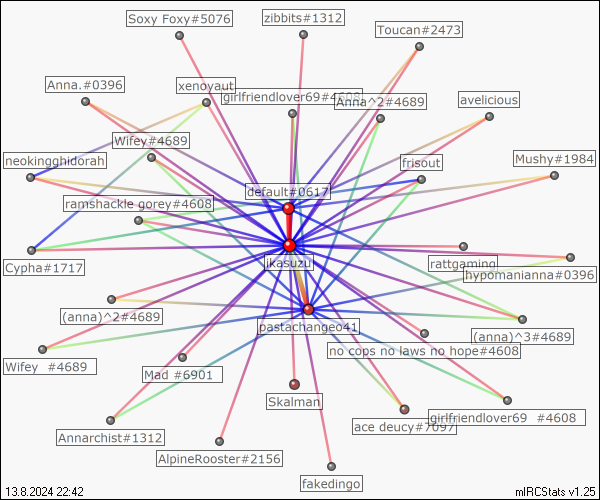 Soxy Foxy#5076
zibbits#1312
Toucan#2473
Anna.#0396
xenoyaut
girlfriendlover69#4608
Anna^2#4689
avelicious
Wifey#4689
neokingghidorah
frisout
Mushy#1984
default#0617
ramshackle gorey#4608
Cypha#1717
ikasuzu
rattgaming
hypomanianna#0396
(anna)^2#4689
pastachangeo41
(anna)^3#4689
no cops no laws no hope#4608
Wifey #4689
Mad #6901
Skalman
ace deucy#7097
girlfriendlover69 #4608
Annarchist#1312
AlpineRooster#2156
fakedingo
13.8.2024 22:42
mIRCStats v1.25